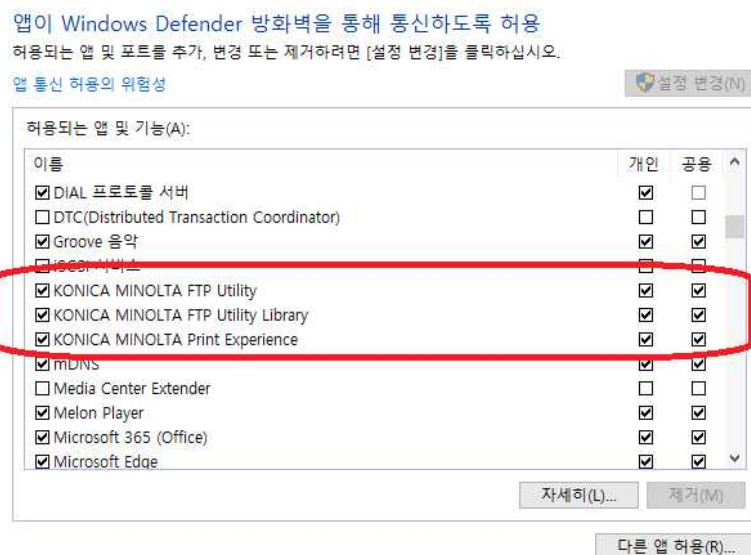 앱이 Windows Defender 방화벽을 통해 통신하도록 허용
허용되는 앱 및 포트를 추가, 변경 또는 제거하려면 [설정 변경]을 클릭하십시오.
앱 통신 허용의 위험성
설정 변경(N)
허용되는 앱 및 기능(A):
이름 개인 공용
DIAL 프로토콜 서버
DTC(Distributed Transaction Coordinator)
Groove 음악
iSCSI 서비스
KONICA MINOLTA FTP Utility
KONICA MINOLTA FTP Utility Library
KONICA MINOLTA Print Experience
mDNS
Media Center Extender
Melon Player
Microsoft 365 (Office)
Microsoft Edge
자세히(L)... 제거(M)
다른 앱 허용(R)...